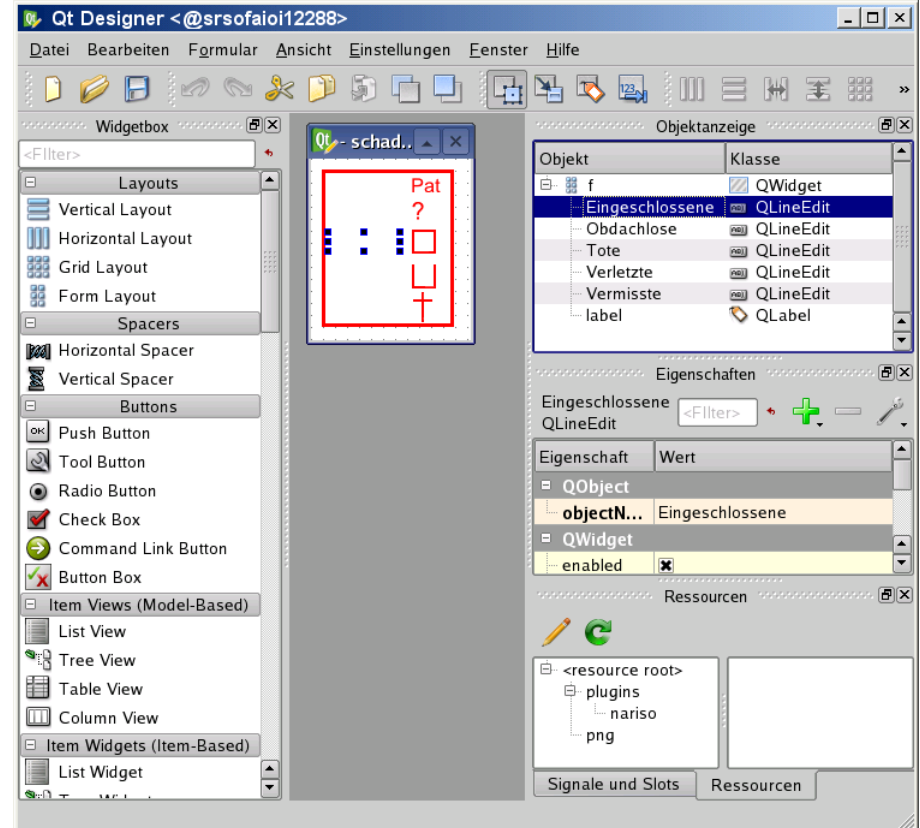 Qt Designer <@srsofaioi12288>
Datei Bearbeiten Formular Ansicht Einstellungen Fenster Hilfe
123
»
Widgetbox
<FIlter>
Layouts
Vertical Layout
Horizontal Layout
Grid Layout
Form Layout
Spacers
Horizontal Spacer
Vertical Spacer
Buttons
OK Push Button
Tool Button
Radio Button
Check Box
Command Link Button
Button Box
Item Views (Model-Based)
List View
Tree View
Table View
Column View
Item Widgets (Item-Based)
List Widget
Qt - schad..
Pat
?
Objektanzeige
Objekt Klasse
f QWidget
Eingeschlossene QLineEdit
Obdachlose QLineEdit
Tote QLineEdit
Verletzte QLineEdit
Vermisste QLineEdit
label QLabel
Eigenschaften
Eingeschlossene
QLineEdit
<FIlter>
Eigenschaft Wert
QObject
objectN... Eingeschlossene
QWidget
enabled
Ressourcen
<resource root>
plugins
nariso
png
Signale und Slots Ressourcen